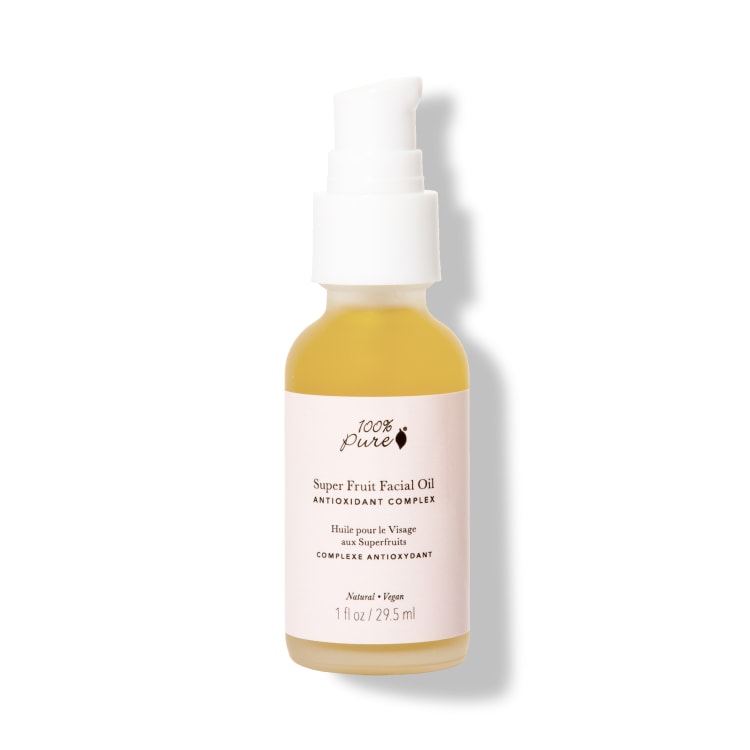 100%
Pure
Super Fruit Facial Oil
ANTIOXIDANT COMPLEX
Huile pour le Visage
aux Superfruits
COMPLEXE ANTIOXYDANT
Natural • Vegan
1 fl oz / 29.5 ml